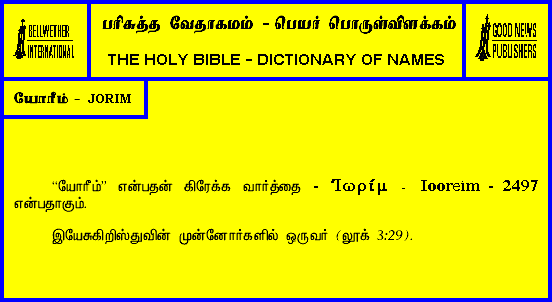 BELLWETHER
INTERNATIONAL
பரிசுத்த வேதாகமம் - பெயர் பொருள்விளக்கம்
THE HOLY BIBLE - DICTIONARY OF NAMES
GOOD NEWS
PUBLISHERS
யோரீம் - JORIM
“யோரீம்” என்பதன் கிரேக்க வார்த்தை - Ἰωρίμ - Iooreim - 2497
என்பதாகும்.
இயேசுகிறிஸ்துவின் முன்னோர்களில் ஒருவர் (லூக் 3:29).